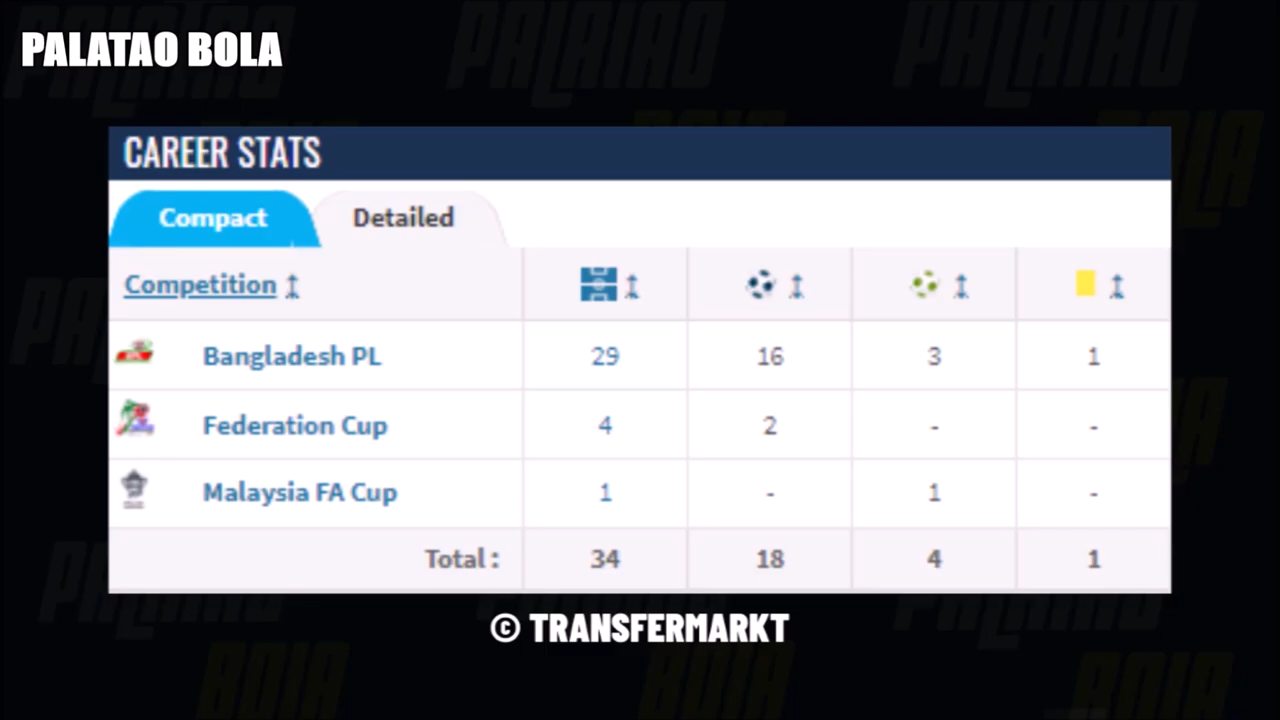 PALATAO BOLA
CAREER STATS
Compact Detailed
Competition
Bangladesh PL 29 16 3 1
Federation Cup 4 2 - -
Malaysia FA Cup 1 - 1 -
Total : 34 18 4 1
© TRANSFERMARKT